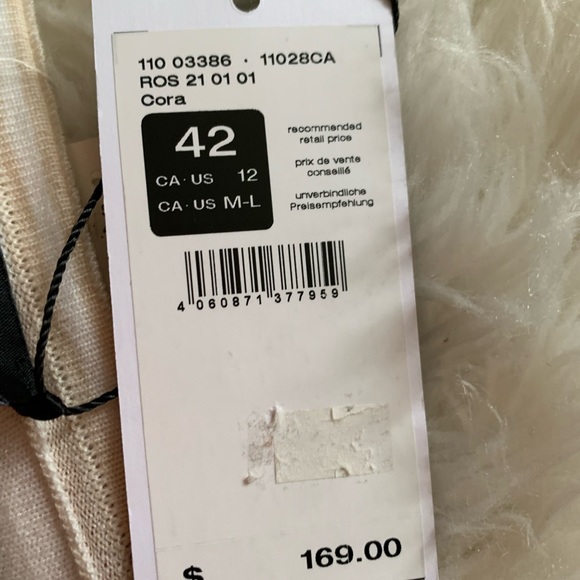 110 03386 · 11028CA
ROS 21 01 01
Cora
42
CA·US 12
CA·US M-L
recommended
retail price
prix de vente
conseillé
unverbindliche
Preisempfehlung
4 060871 377959
$ 169.00